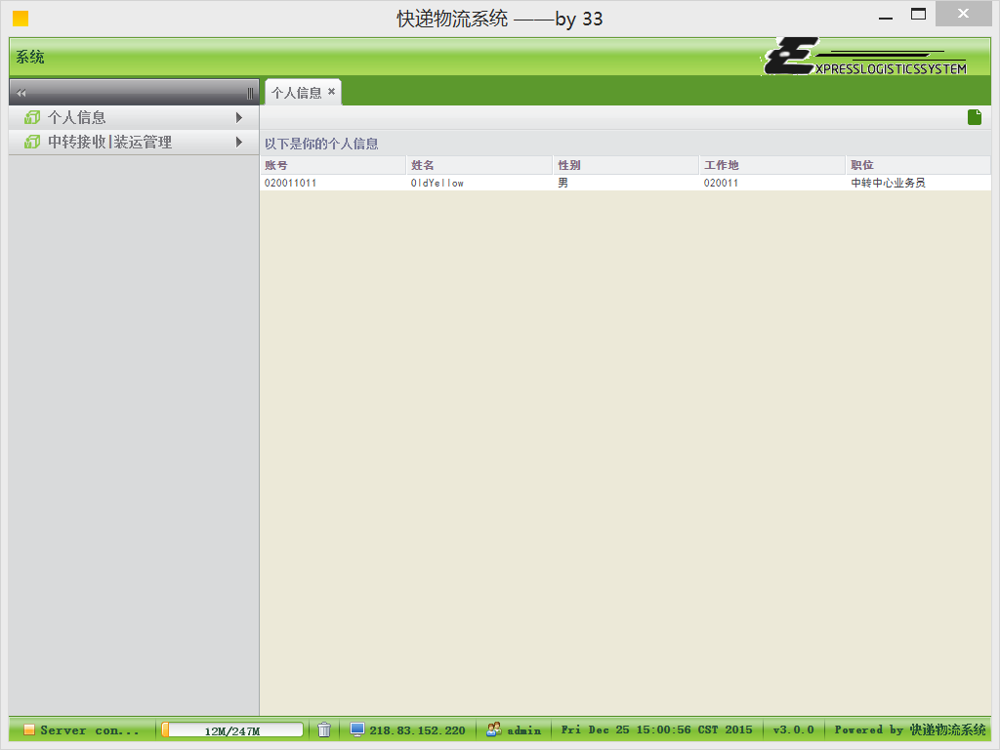 快递物流系统 ——by 33
系统
EXPRESSLOGISTICSSYSTEM
个人信息
个人信息
中转接收|装运管理
以下是你的个人信息
账号 姓名 性别 工作地 职位
020011011 OldYellow 男 020011 中转中心业务员
Server con... 12M/247M 218.83.152.220 admin Fri Dec 25 15:00:56 CST 2015 v3.0.0 Powered by 快递物流系统